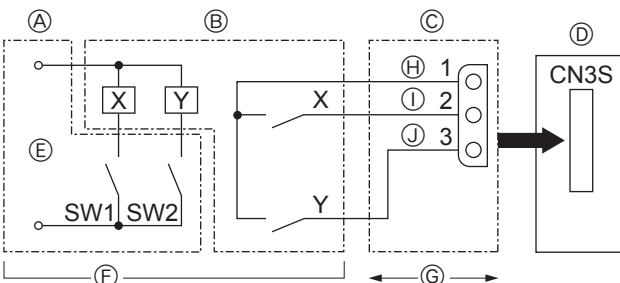 Ⓐ Ⓑ Ⓒ Ⓓ
CN3S
Ⓗ 1
X Y X Ⓘ 2
Ⓔ Ⓙ 3
SW1 SW2 Y
Ⓕ Ⓖ